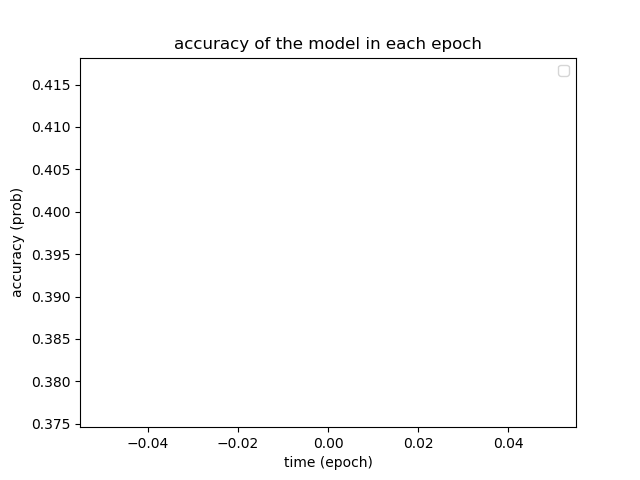 accuracy of the model in each epoch
0.415
0.410
0.405
0.400
0.395
0.390
0.385
0.380
0.375
accuracy (prob)
−0.04 −0.02 0.00 0.02 0.04
time (epoch)